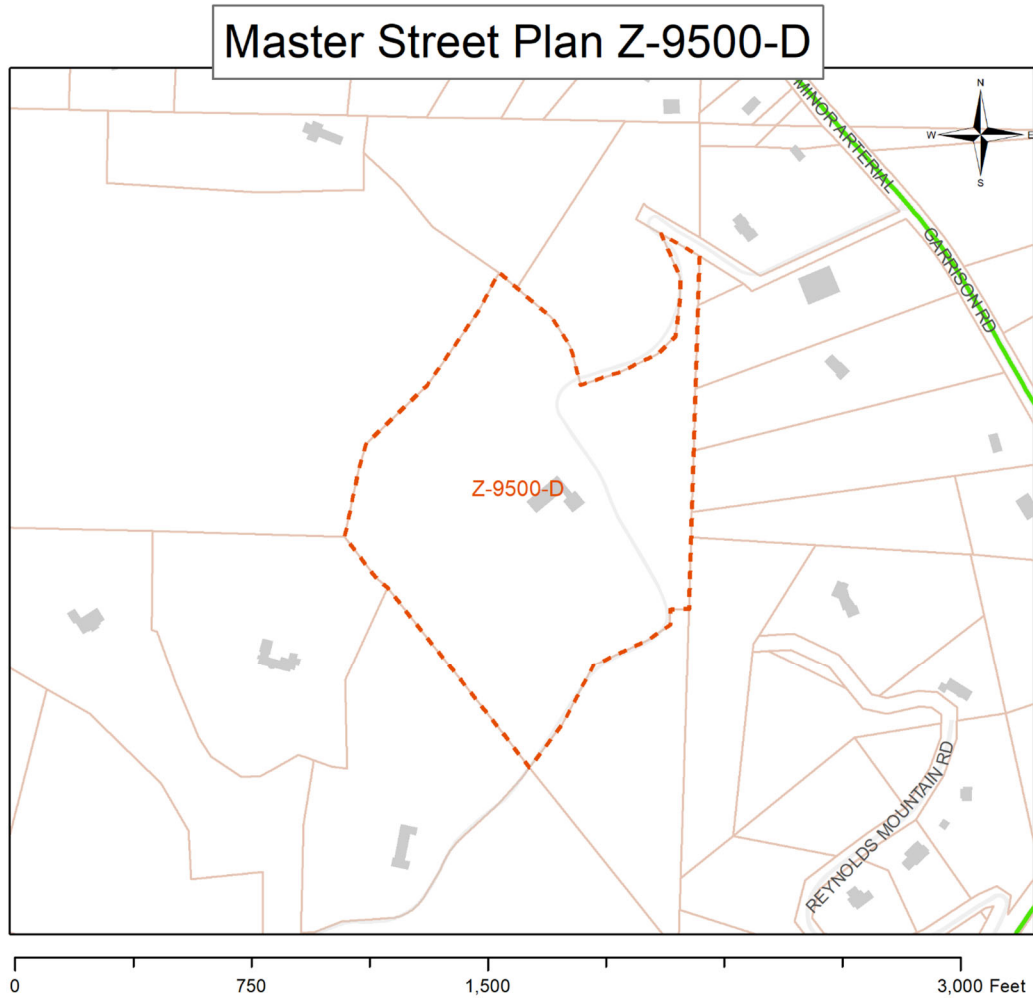 Master Street Plan Z-9500-D
N
W
E
S
MINOR ARTERIAL
GARRISON RD
Z-9500-D
REYNOLDS MOUNTAIN RD
0 750 1,500 3,000 Feet